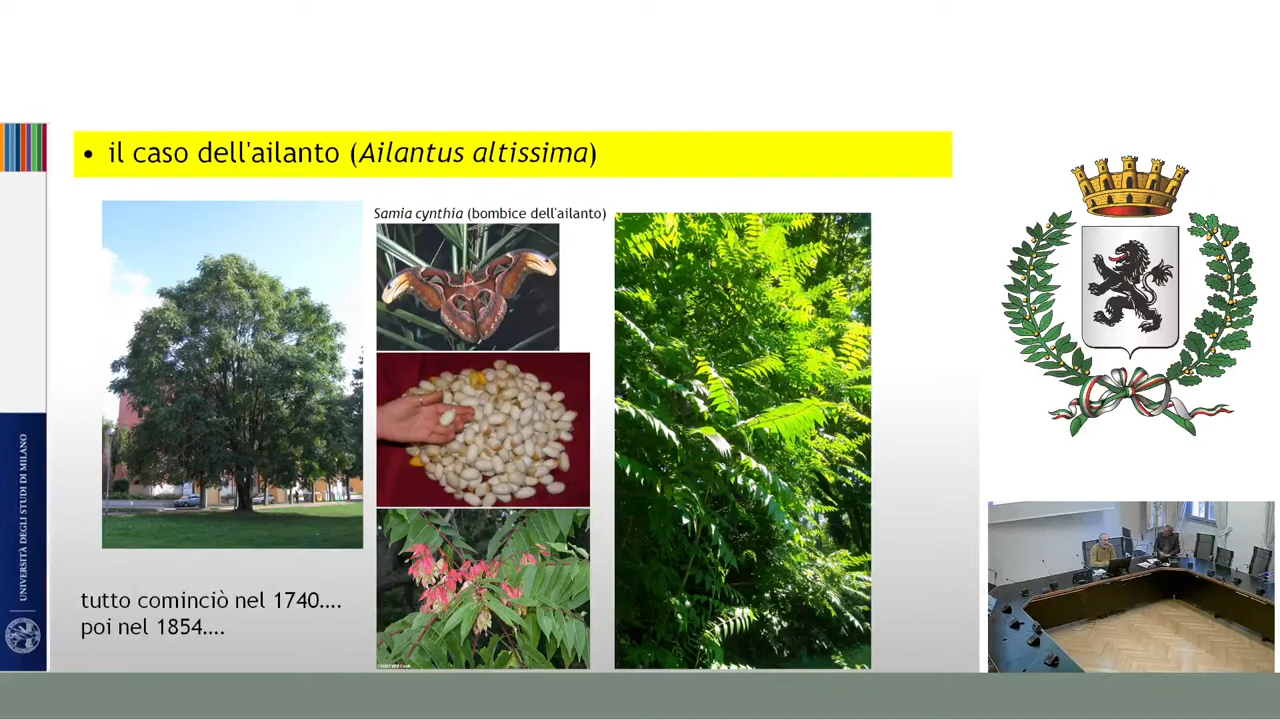 • il caso dell'ailanto (Ailantus altissima)
Samia cynthia (bombice dell'ailanto)
tutto cominciò nel 1740....
poi nel 1854....
UNIVERSITÀ DEGLI STUDI DI MILANO